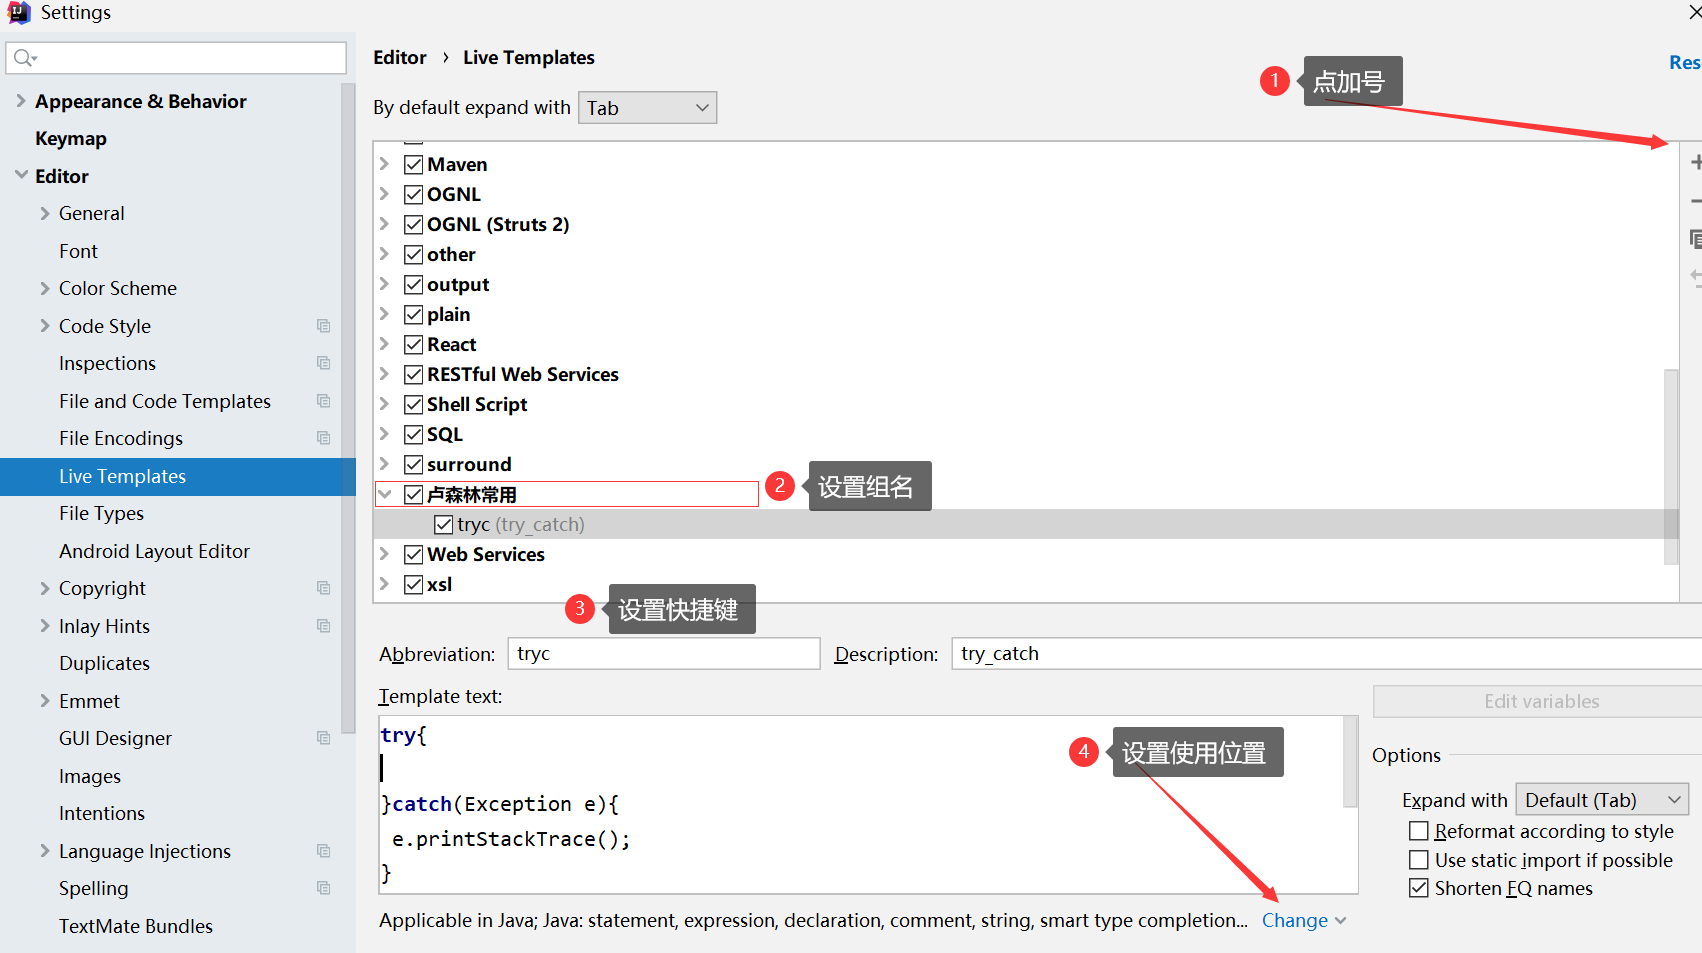 Settings
Appearance & Behavior
Keymap
Editor
General
Font
Color Scheme
Code Style
Inspections
File and Code Templates
File Encodings
Live Templates
File Types
Android Layout Editor
Copyright
Inlay Hints
Duplicates
Emmet
GUI Designer
Images
Intentions
Language Injections
Spelling
TextMate Bundles
Editor › Live Templates
Res
1 点加号
By default expand with Tab
Maven
OGNL
OGNL (Struts 2)
other
output
plain
React
RESTful Web Services
Shell Script
SQL
surround
卢森林常用
2 设置组名
tryc (try_catch)
Web Services
xsl
3 设置快捷键
Abbreviation: tryc Description: try_catch
Template text:
try{
}catch(Exception e){
e.printStackTrace();
}
4 设置使用位置
Edit variables
Options
Expand with Default (Tab)
Reformat according to style
Use static import if possible
Shorten FQ names
Applicable in Java; Java: statement, expression, declaration, comment, string, smart type completion... Change